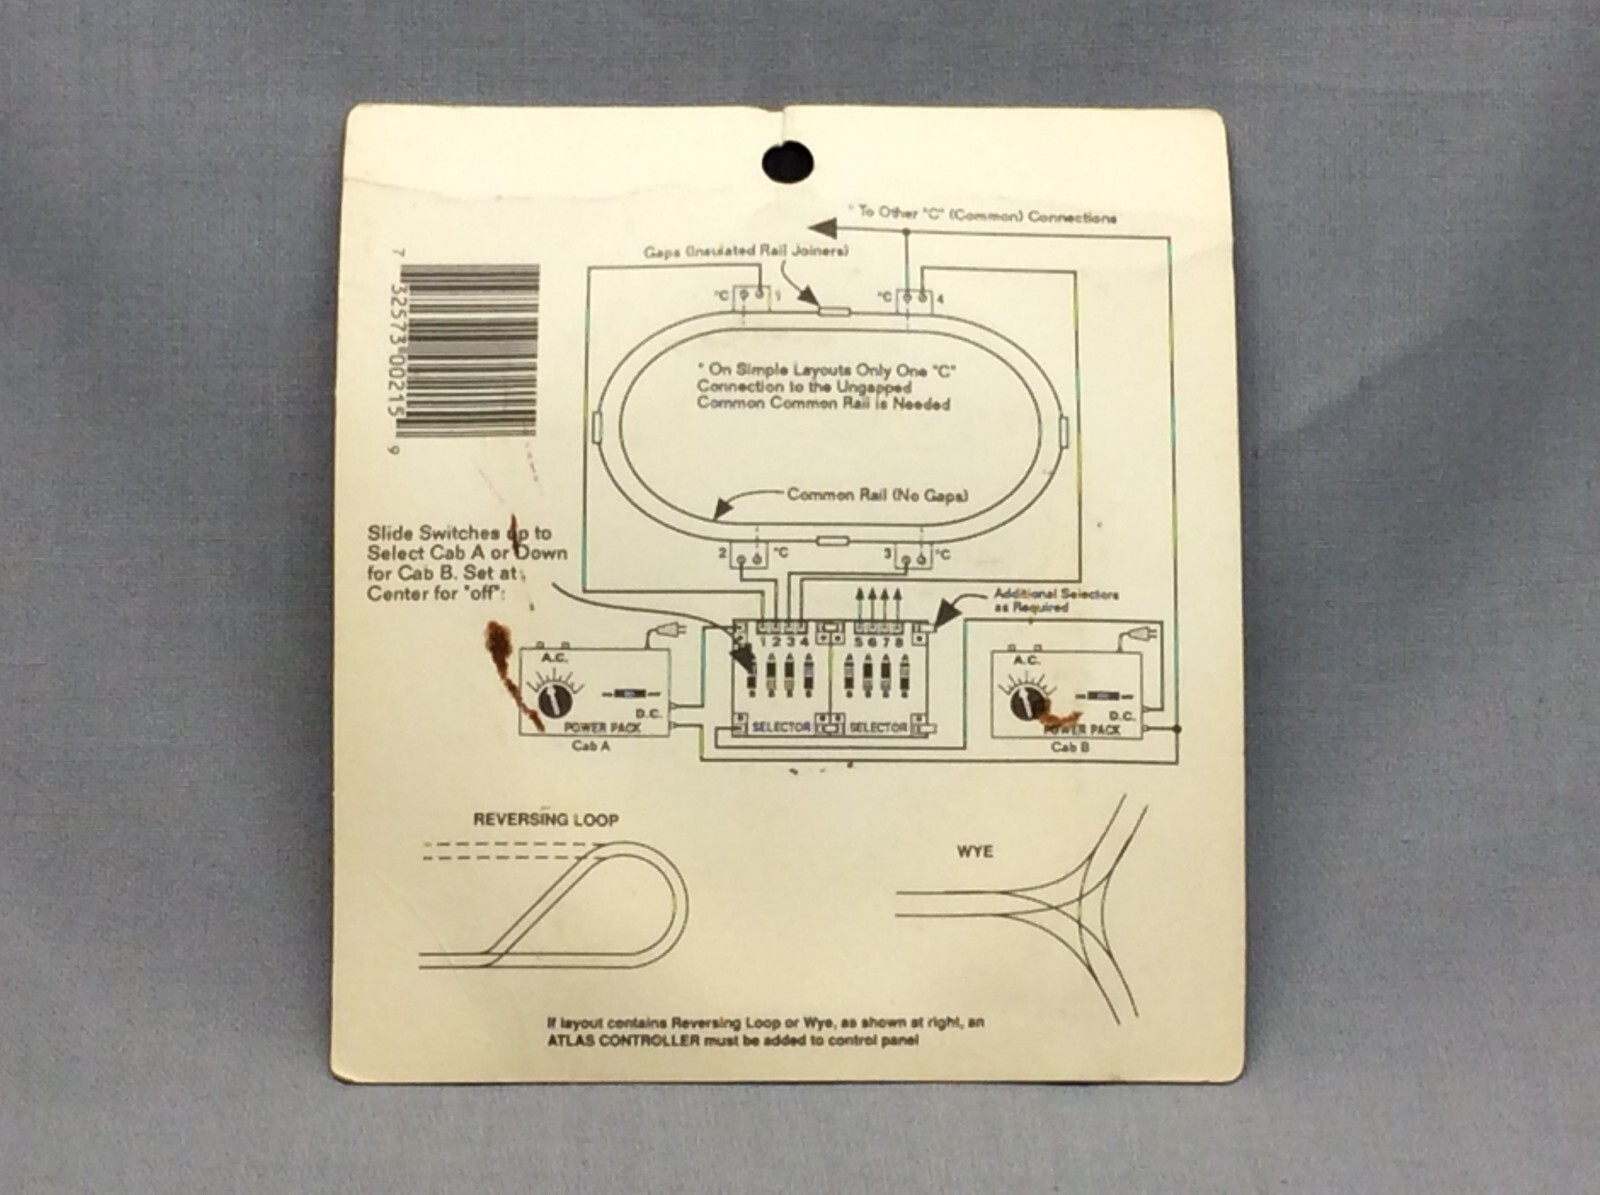 * To Other "C" (Common) Connections
Gaps (Insulated Rail Joiners)
7 32573 00215 9
°C 1
°C 4
* On Simple Layouts Only One "C"
Connection to the Ungapped
Common Common Rail is Needed
Common Rail (No Gaps)
2 °C
3 °C
Slide Switches up to
Select Cab A or Down
for Cab B. Set at
Center for "off".
Additional Selectors
as Required
1 2 3 4
5 6 7 8
A A A A
A A A A
B B B B
B B B B
SELECTOR
SELECTOR
A.C.
D.C.
POWER PACK
Cab A
A.C.
D.C.
POWER PACK
Cab B
REVERSING LOOP
WYE
If layout contains Reversing Loop or Wye, as shown at right, an
ATLAS CONTROLLER must be added to control panel